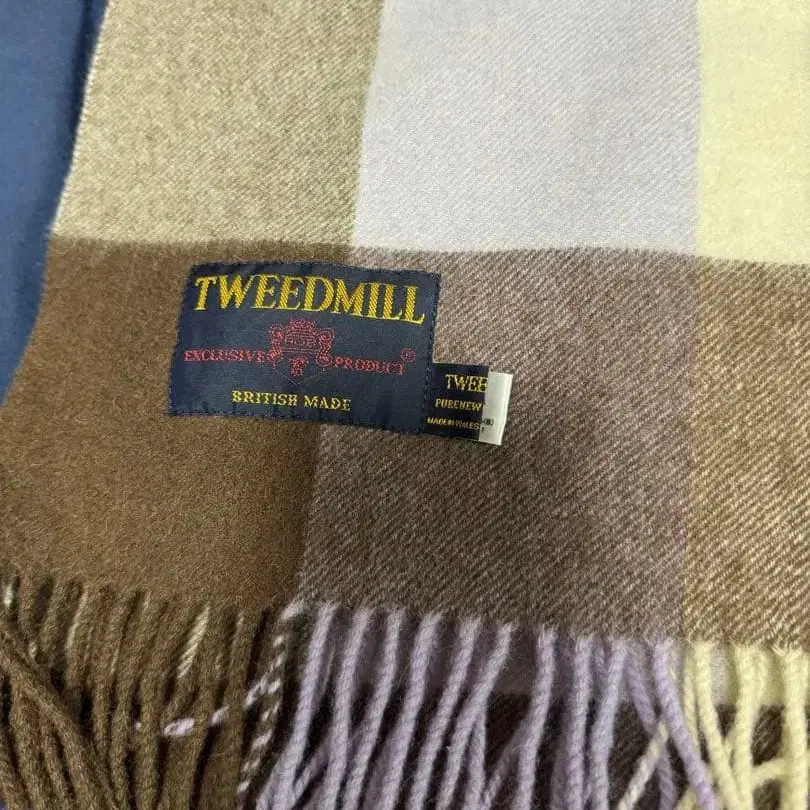 TWEEDMILL
EXCLUSIVE PRODUCT®
BRITISH MADE
TWEE
PURENEW
MADE IN WALES